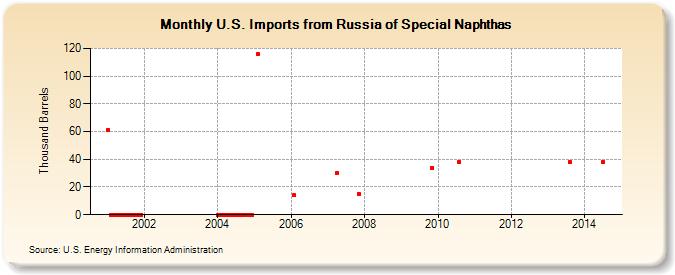 Monthly U.S. Imports from Russia of Special Naphthas
Thousand Barrels
120
100
80
60
40
20
0
2002 2004 2006 2008 2010 2012 2014
Source: U.S. Energy Information Administration